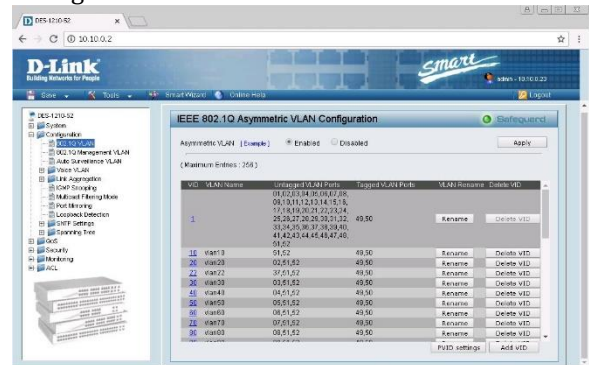 DES-1210-52
10.10.0.2
D-Link
Building Networks for People
Smart
admin - 10.10.0.23
Save
Tools
Smart Wizard
Online Help
Logout
DES-1210-52
System
Configuration
802.1Q VLAN
802.1Q Management VLAN
Auto Surveillance VLAN
Voice VLAN
Link Aggregation
IGMP Snooping
Multicast Filtering Mode
Port Mirroring
Loopback Detection
SNTP Settings
Spanning Tree
QoS
Security
Monitoring
ACL
IEEE 802.1Q Asymmetric VLAN Configuration
Safeguard
Asymmetric VLAN [Example] Enabled Disabled Apply
(Maximum Entries : 256)
VID VLAN Name Untagged VLAN Ports Tagged VLAN Ports VLAN Rename Delete VID
01,02,03,04,05,06,07,08,
09,10,11,12,13,14,15,16,
17,18,19,20,21,22,23,24,
1 25,26,27,28,29,30,31,32, 49,50 Rename Delete VID
33,34,35,36,37,38,39,40,
41,42,43,44,45,46,47,48,
51,52
10 vlan10 51,52 49,50 Rename Delete VID
20 vlan20 02,51,52 49,50 Rename Delete VID
22 vlan22 37,51,52 49,50 Rename Delete VID
30 vlan30 03,51,52 49,50 Rename Delete VID
40 vlan40 04,51,52 49,50 Rename Delete VID
50 vlan50 05,51,52 49,50 Rename Delete VID
60 vlan60 06,51,52 49,50 Rename Delete VID
70 vlan70 07,51,52 49,50 Rename Delete VID
80 vlan80 08,51,52 49,50 Rename Delete VID
PVID settings Add VID